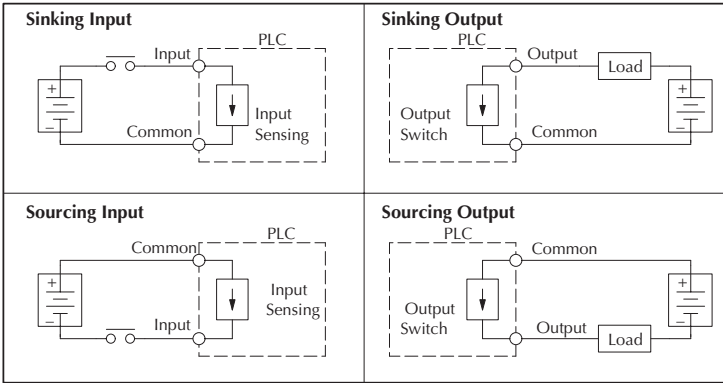 Sinking Input
PLC
Input
+
–
Input
Sensing
Common
Sinking Output
PLC
Output
Load
+
–
Output
Switch
Common
Sourcing Input
PLC
Common
+
–
Input
Sensing
Input
Sourcing Output
PLC
Common
+
–
Output
Switch
Output
Load